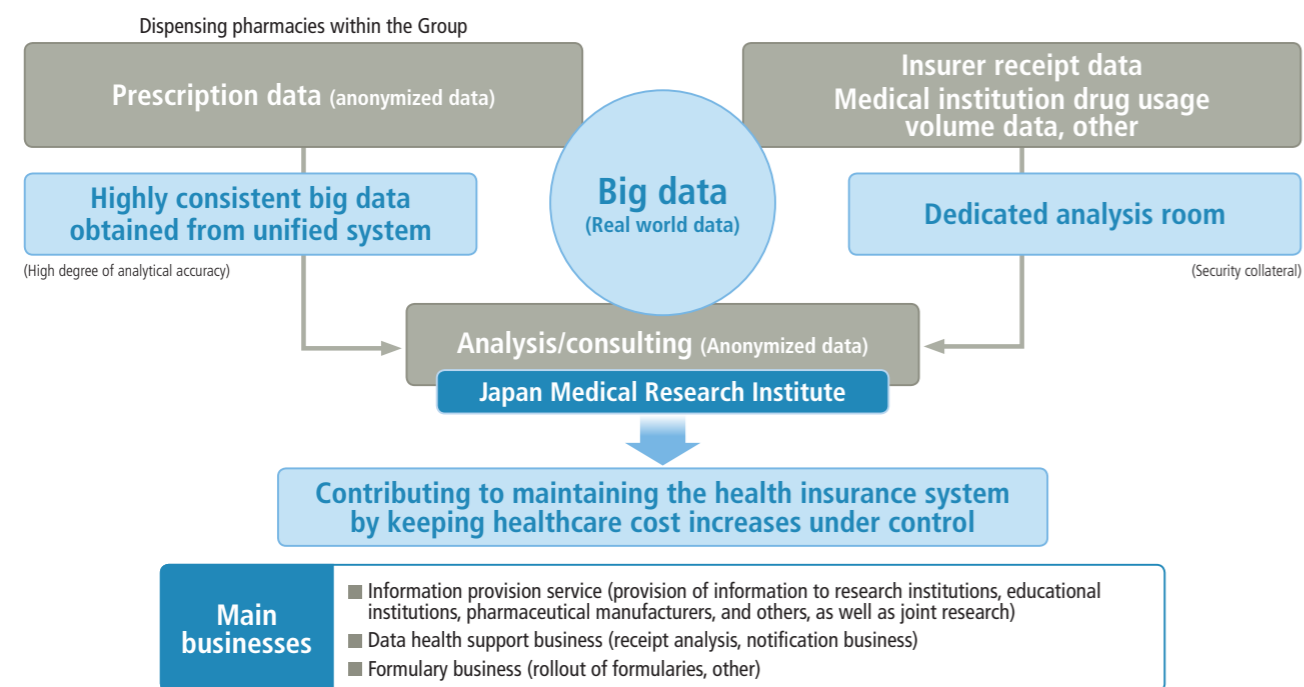 Dispensing pharmacies within the Group
Prescription data (anonymized data)
Insurer receipt data
Medical institution drug usage
volume data, other
Big data
(Real world data)
Highly consistent big data
obtained from unified system
(High degree of analytical accuracy)
Dedicated analysis room
(Security collateral)
Analysis/consulting (Anonymized data)
Japan Medical Research Institute
Contributing to maintaining the health insurance system
by keeping healthcare cost increases under control
Main
businesses
■ Information provision service (provision of information to research institutions, educational
institutions, pharmaceutical manufacturers, and others, as well as joint research)
■ Data health support business (receipt analysis, notification business)
■ Formulary business (rollout of formularies, other)